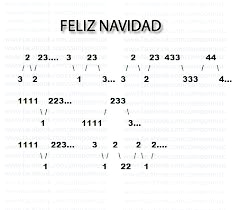 FELIZ NAVIDAD
2 23.... 3 23 2 23 433 44
\ / \ \ \ / \ / \ / \ / \ /
3 2 1 3... 3 2 333 4...
1111 223... 233
\ / \ /
1 1111 3...
1111 223... 3 2 2 2....
\ / \ \ / \ /
1 1 22 1